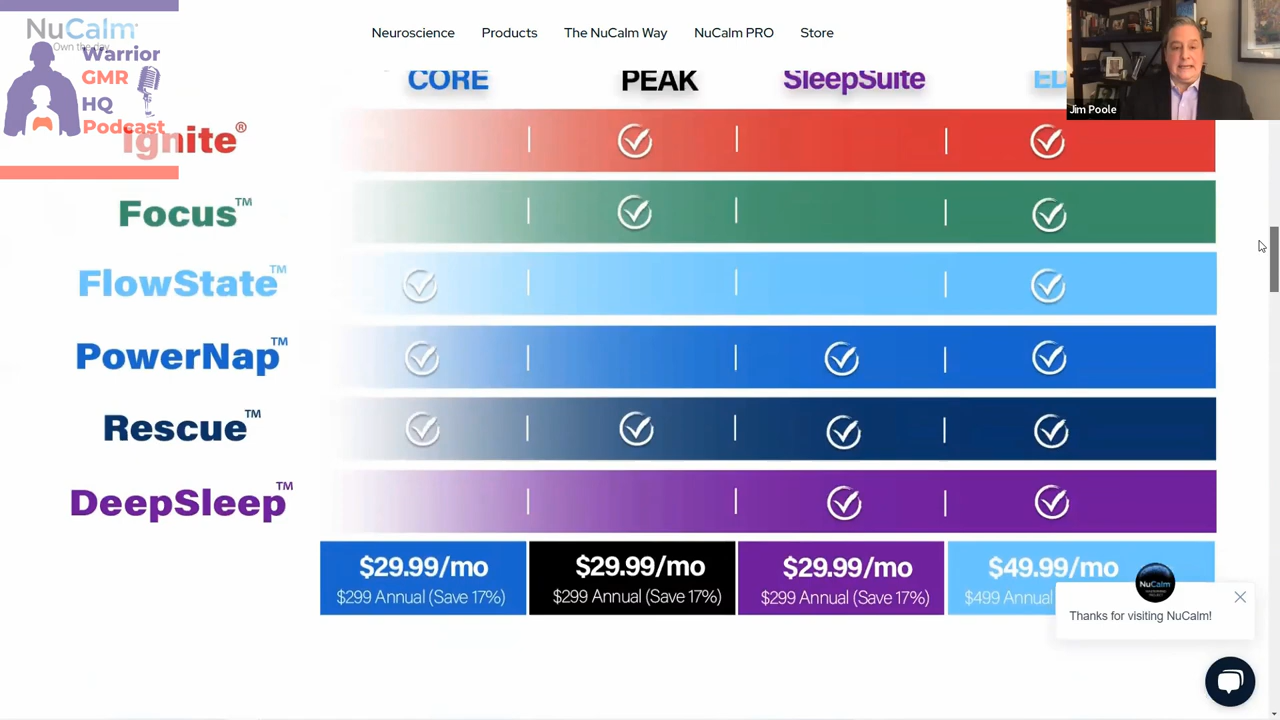 NuCalm
Own the day
Warrior
GMR
HQ
Podcast
Neuroscience Products The NuCalm Way NuCalm PRO Store
Jim Poole
CORE PEAK SleepSuite
Ignite®
Focus™
FlowState™
PowerNap™
Rescue™
DeepSleep™
$29.99/mo $29.99/mo $29.99/mo $49.99/mo
$299 Annual (Save 17%) $299 Annual (Save 17%) $299 Annual (Save 17%) $499 Annual
NuCalm
Thanks for visiting NuCalm!